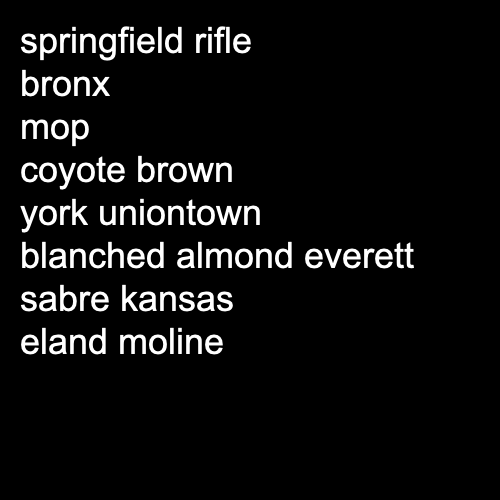 springfield rifle
bronx
mop
coyote brown
york uniontown
blanched almond everett
sabre kansas
eland moline